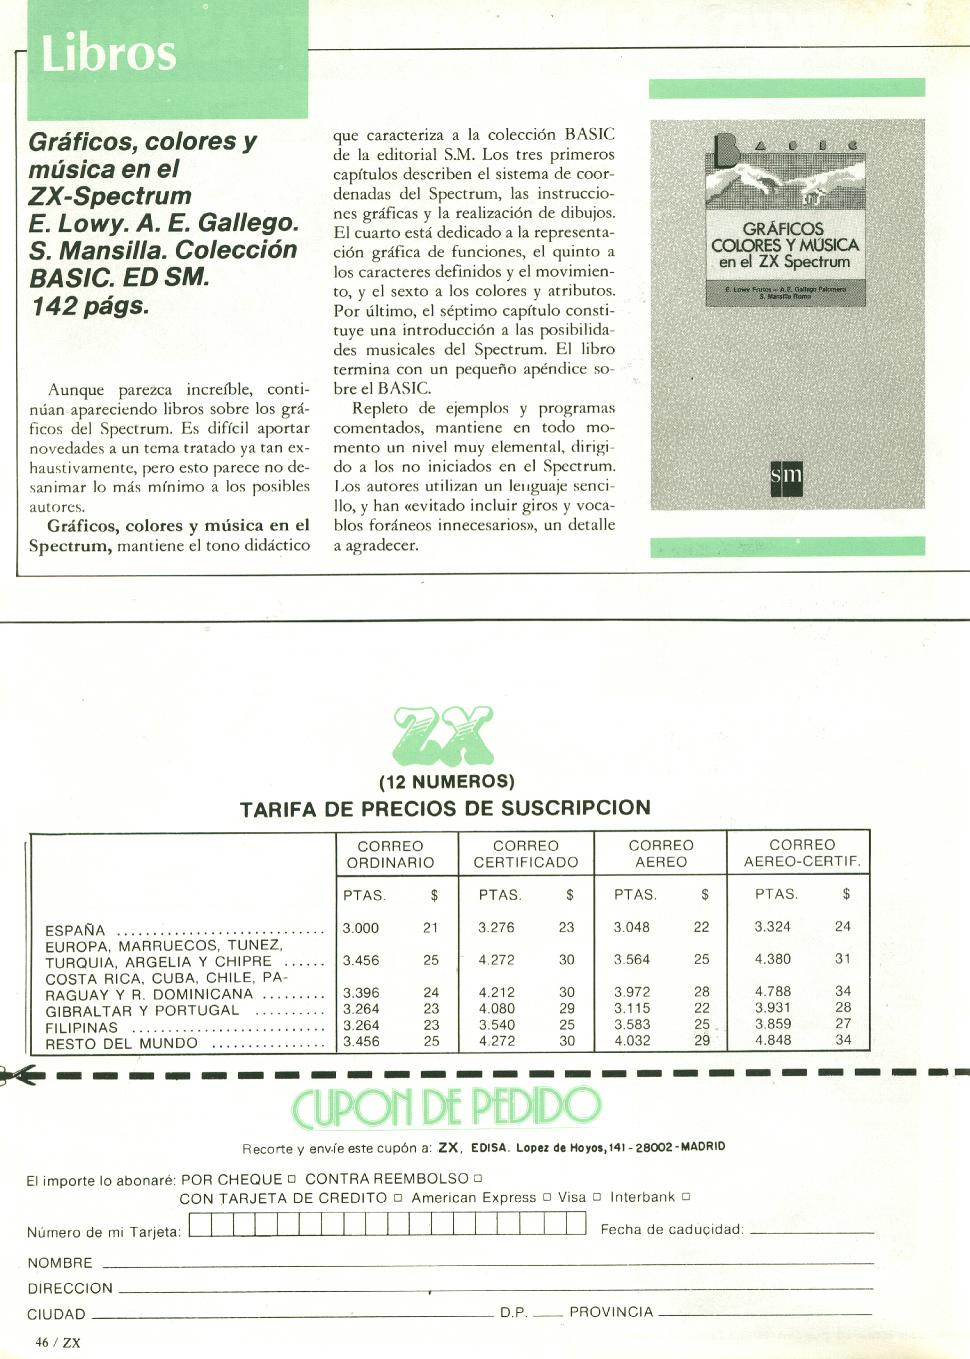 Libros
Gráficos, colores y
música en el
ZX-Spectrum
E. Lowy. A. E. Gallego.
S. Mansilla. Colección
BASIC. ED SM.
142 págs.
Aunque parezca increíble, conti-
núan apareciendo libros sobre los grá-
ficos del Spectrum. Es difícil aportar
novedades a un tema tratado ya tan ex-
haustivamente, pero esto parece no de-
sanimar lo más mínimo a los posibles
autores.
Gráficos, colores y música en el
Spectrum, mantiene el tono didáctico
que caracteriza a la colección BASIC
de la editorial S.M. Los tres primeros
capítulos describen el sistema de coor-
denadas del Spectrum, las instruccio-
nes gráficas y la realización de dibujos.
El cuarto está dedicado a la representa-
ción gráfica de funciones, el quinto a
los caracteres definidos y el movimien-
to, y el sexto a los colores y atributos.
Por último, el séptimo capítulo consti-
tuye una introducción a las posibilida-
des musicales del Spectrum. El libro
termina con un pequeño apéndice so-
bre el BASIC.
Repleto de ejemplos y programas
comentados, mantiene en todo mo-
mento un nivel muy elemental, dirigi-
do a los no iniciados en el Spectrum.
Los autores utilizan un lenguaje senci-
llo, y han «evitado incluir giros y voca-
blos foráneos innecesarios», un detalle
a agradecer.
BASIC
GRÁFICOS
COLORES Y MÚSICA
en el ZX Spectrum
E. Lowy Frutos - A. E. Gallego Palomero
S. Mansilla Romo
sm
ZX
(12 NUMEROS)
TARIFA DE PRECIOS DE SUSCRIPCION
CORREO ORDINARIO CORREO CERTIFICADO CORREO AEREO CORREO AEREO-CERTIF.
PTAS. $ PTAS. $ PTAS. $ PTAS. $
ESPAÑA ............................. 3.000 21 3.276 23 3.048 22 3.324 24
EUROPA, MARRUECOS, TUNEZ,
TURQUIA, ARGELIA Y CHIPRE ...... 3.456 25 4.272 30 3.564 25 4.380 31
COSTA RICA, CUBA, CHILE, PA-
RAGUAY Y R. DOMINICANA ......... 3.396 24 4.212 30 3.972 28 4.788 34
GIBRALTAR Y PORTUGAL .......... 3.264 23 4.080 29 3.115 22 3.931 28
FILIPINAS ........................... 3.264 23 3.540 25 3.583 25 3.859 27
RESTO DEL MUNDO ................ 3.456 25 4.272 30 4.032 29 4.848 34
CUPON DE PEDIDO
Recorte y envíe este cupón a: ZX, EDISA. Lopez de Hoyos, 141 - 28002 - MADRID
El importe lo abonaré: POR CHEQUE □ CONTRA REEMBOLSO □
CON TARJETA DE CREDITO □ American Express □ Visa □ Interbank □
Número de mi Tarjeta: Fecha de caducidad:
NOMBRE
DIRECCION
CIUDAD D.P. PROVINCIA
46 / ZX